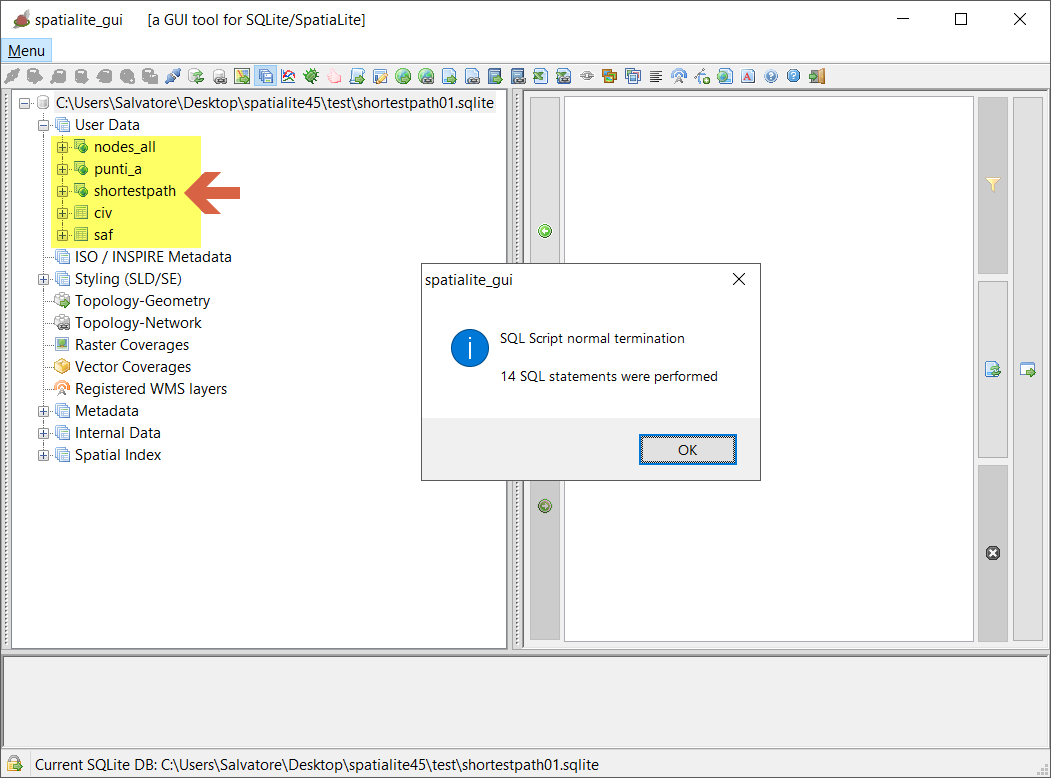 spatialite_gui [a GUI tool for SQLite/SpatiaLite]
Menu
C:\Users\Salvatore\Desktop\spatialite45\test\shortestpath01.sqlite
User Data
nodes_all
punti_a
shortestpath
civ
saf
ISO / INSPIRE Metadata
Styling (SLD/SE)
Topology-Geometry
Topology-Network
Raster Coverages
Vector Coverages
Registered WMS layers
Metadata
Internal Data
Spatial Index
spatialite_gui
SQL Script normal termination
14 SQL statements were performed
OK
Current SQLite DB: C:\Users\Salvatore\Desktop\spatialite45\test\shortestpath01.sqlite